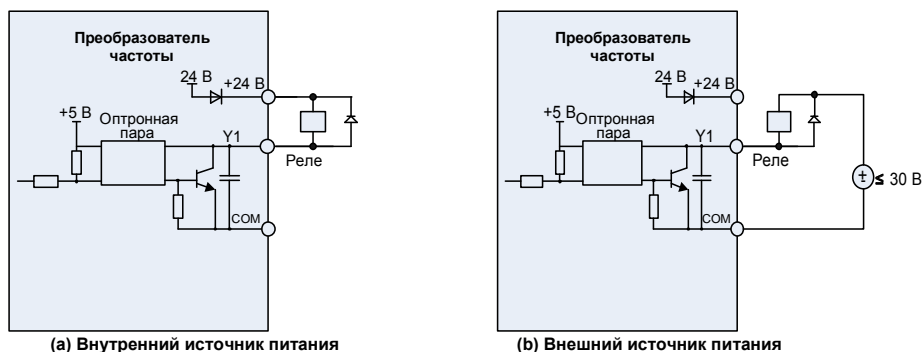 Преобразователь
частоты
24 В
+24 В
+5 В
Оптронная
пара
Y1
Реле
COM
(a) Внутренний источник питания
Преобразователь
частоты
24 В
+24 В
+5 В
Оптронная
пара
Y1
Реле
≤ 30 В
COM
(b) Внешний источник питания